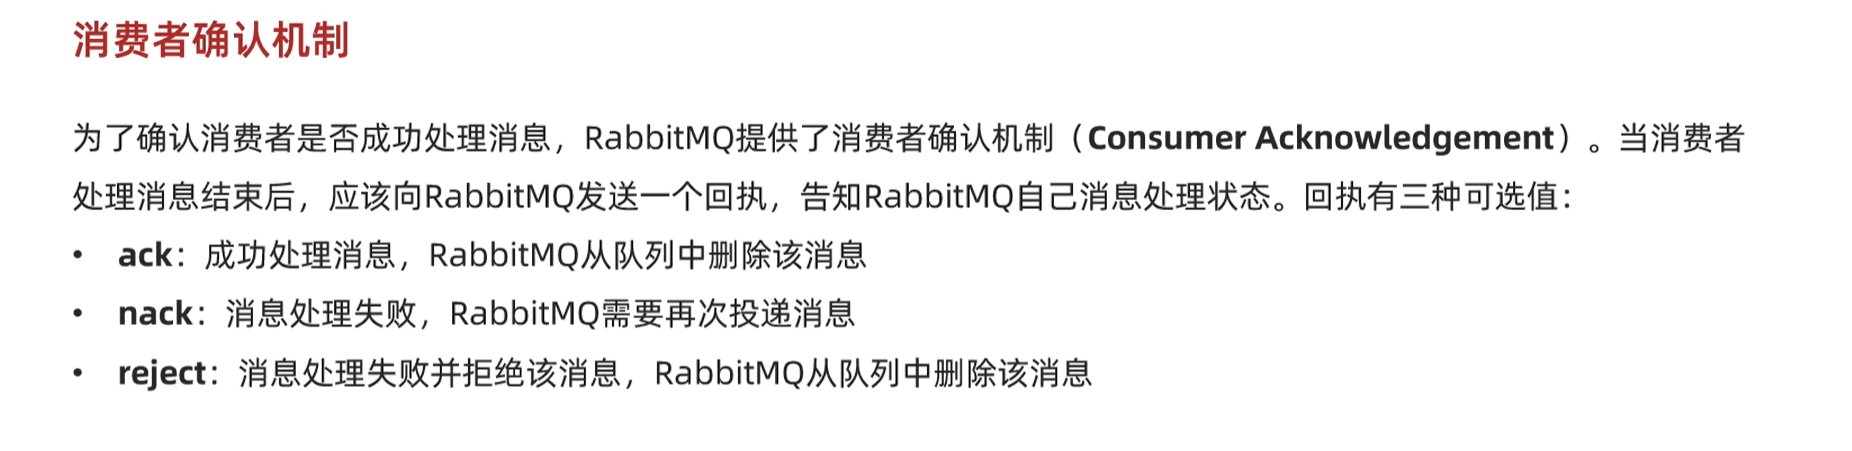 消费者确认机制
为了确认消费者是否成功处理消息，RabbitMQ提供了消费者确认机制（Consumer Acknowledgement）。当消费者
处理消息结束后，应该向RabbitMQ发送一个回执，告知RabbitMQ自己消息处理状态。回执有三种可选值：
• ack：成功处理消息，RabbitMQ从队列中删除该消息
• nack：消息处理失败，RabbitMQ需要再次投递消息
• reject：消息处理失败并拒绝该消息，RabbitMQ从队列中删除该消息